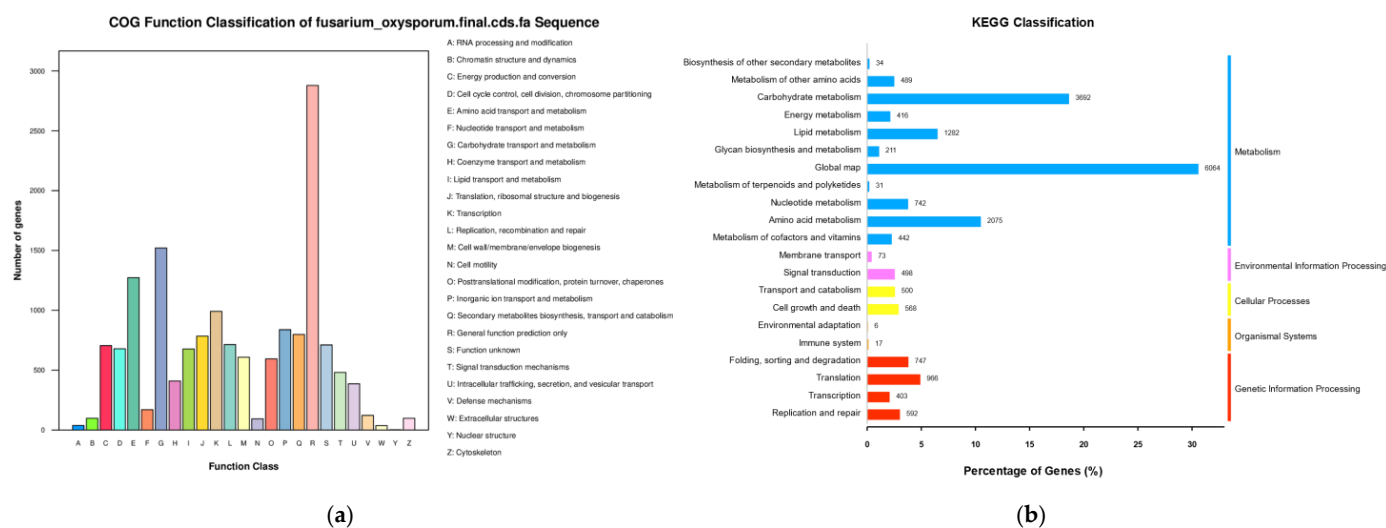 COG Function Classification of fusarium_oxysporum.final.cds.fa Sequence
Number of genes
3000
2500
2000
1500
1000
500
0
A B C D E F G H I J K L M N O P Q R S T U V W Y Z
Function Class
A: RNA processing and modification
B: Chromatin structure and dynamics
C: Energy production and conversion
D: Cell cycle control, cell division, chromosome partitioning
E: Amino acid transport and metabolism
F: Nucleotide transport and metabolism
G: Carbohydrate transport and metabolism
H: Coenzyme transport and metabolism
I: Lipid transport and metabolism
J: Translation, ribosomal structure and biogenesis
K: Transcription
L: Replication, recombination and repair
M: Cell wall/membrane/envelope biogenesis
N: Cell motility
O: Posttranslational modification, protein turnover, chaperones
P: Inorganic ion transport and metabolism
Q: Secondary metabolites biosynthesis, transport and catabolism
R: General function prediction only
S: Function unknown
T: Signal transduction mechanisms
U: Intracellular trafficking, secretion, and vesicular transport
V: Defense mechanisms
W: Extracellular structures
Y: Nuclear structure
Z: Cytoskeleton
(a)
KEGG Classification
Biosynthesis of other secondary metabolites 34
Metabolism of other amino acids 489
Carbohydrate metabolism 3692
Energy metabolism 416
Lipid metabolism 1282
Glycan biosynthesis and metabolism 211
Global map 6064
Metabolism of terpenoids and polyketides 31
Nucleotide metabolism 742
Amino acid metabolism 2075
Metabolism of cofactors and vitamins 442
Membrane transport 73
Signal transduction 498
Transport and catabolism 500
Cell growth and death 568
Environmental adaptation 6
Immune system 17
Folding, sorting and degradation 747
Translation 966
Transcription 403
Replication and repair 592
Metabolism
Environmental Information Processing
Cellular Processes
Organismal Systems
Genetic Information Processing
0 5 10 15 20 25 30
Percentage of Genes (%)
(b)